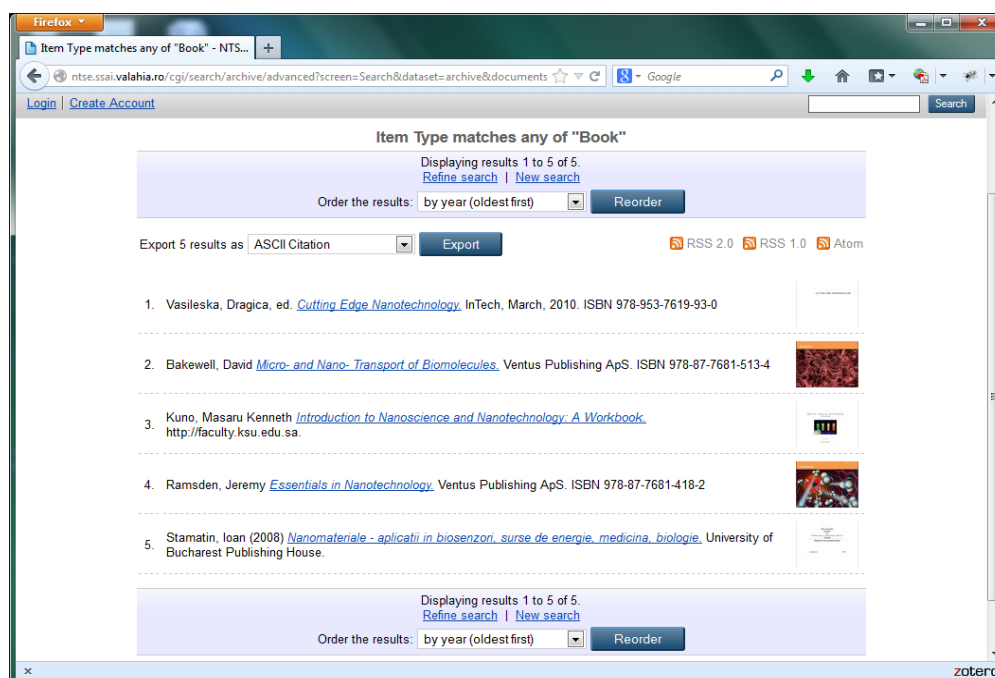 Firefox
Item Type matches any of "Book" - NTS...
ntse.ssai.valahia.ro/cgi/search/archive/advanced?screen=Search&dataset=archive&documents
Google
Login | Create Account
Search
Item Type matches any of "Book"
Displaying results 1 to 5 of 5.
Refine search | New search
Order the results: by year (oldest first) Reorder
Export 5 results as ASCII Citation Export RSS 2.0 RSS 1.0 Atom
1. Vasileska, Dragica, ed. Cutting Edge Nanotechnology. InTech, March, 2010. ISBN 978-953-7619-93-0
2. Bakewell, David Micro- and Nano- Transport of Biomolecules. Ventus Publishing ApS. ISBN 978-87-7681-513-4
3. Kuno, Masaru Kenneth Introduction to Nanoscience and Nanotechnology: A Workbook.
http://faculty.ksu.edu.sa.
4. Ramsden, Jeremy Essentials in Nanotechnology. Ventus Publishing ApS. ISBN 978-87-7681-418-2
5. Stamatin, Ioan (2008) Nanomateriale - aplicatii in biosenzori, surse de energie, medicina, biologie. University of
Bucharest Publishing House.
Displaying results 1 to 5 of 5.
Refine search | New search
Order the results: by year (oldest first) Reorder
zotero